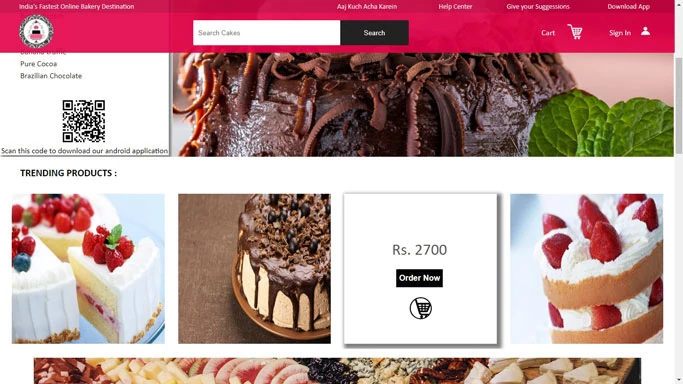 India's Fastest Online Bakery Destination
Aaj Kuch Acha Karein
Help Center
Give your Suggessions
Download App
Search Cakes
Search
Cart
Sign In
Pure Cocoa
Brazilian Chocolate
Scan this code to download our android application
TRENDING PRODUCTS :
Rs. 2700
Order Now